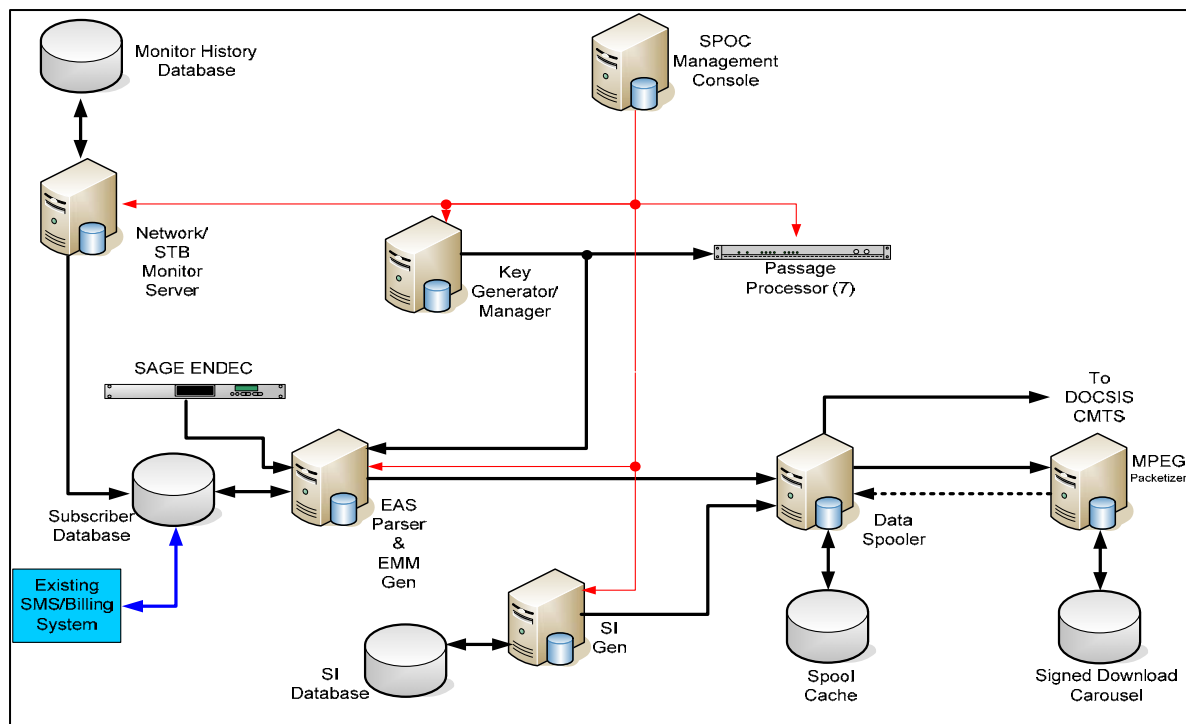 Monitor History
Database
SPOC
Management
Console
Network/
STB
Monitor
Server
Key
Generator/
Manager
Passage
Processor (7)
SAGE ENDEC
To
DOCSIS
CMTS
MPEG
Packetizer
Subscriber
Database
EAS
Parser
&
EMM
Gen
Data
Spooler
Existing
SMS/Billing
System
SI
Database
SI
Gen
Spool
Cache
Signed Download
Carousel